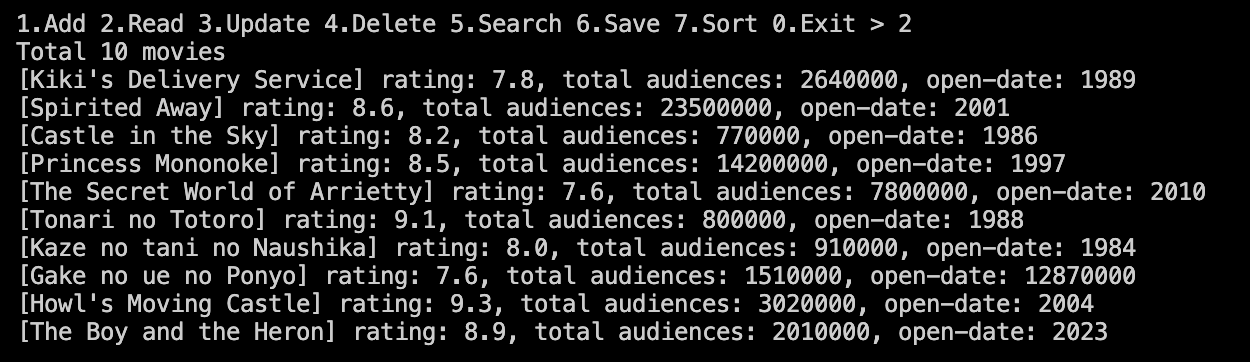 1.Add 2.Read 3.Update 4.Delete 5.Search 6.Save 7.Sort 0.Exit > 2
Total 10 movies
[Kiki's Delivery Service] rating: 7.8, total audiences: 2640000, open-date: 1989
[Spirited Away] rating: 8.6, total audiences: 23500000, open-date: 2001
[Castle in the Sky] rating: 8.2, total audiences: 770000, open-date: 1986
[Princess Mononoke] rating: 8.5, total audiences: 14200000, open-date: 1997
[The Secret World of Arrietty] rating: 7.6, total audiences: 7800000, open-date: 2010
[Tonari no Totoro] rating: 9.1, total audiences: 800000, open-date: 1988
[Kaze no tani no Naushika] rating: 8.0, total audiences: 910000, open-date: 1984
[Gake no ue no Ponyo] rating: 7.6, total audiences: 1510000, open-date: 12870000
[Howl's Moving Castle] rating: 9.3, total audiences: 3020000, open-date: 2004
[The Boy and the Heron] rating: 8.9, total audiences: 2010000, open-date: 2023